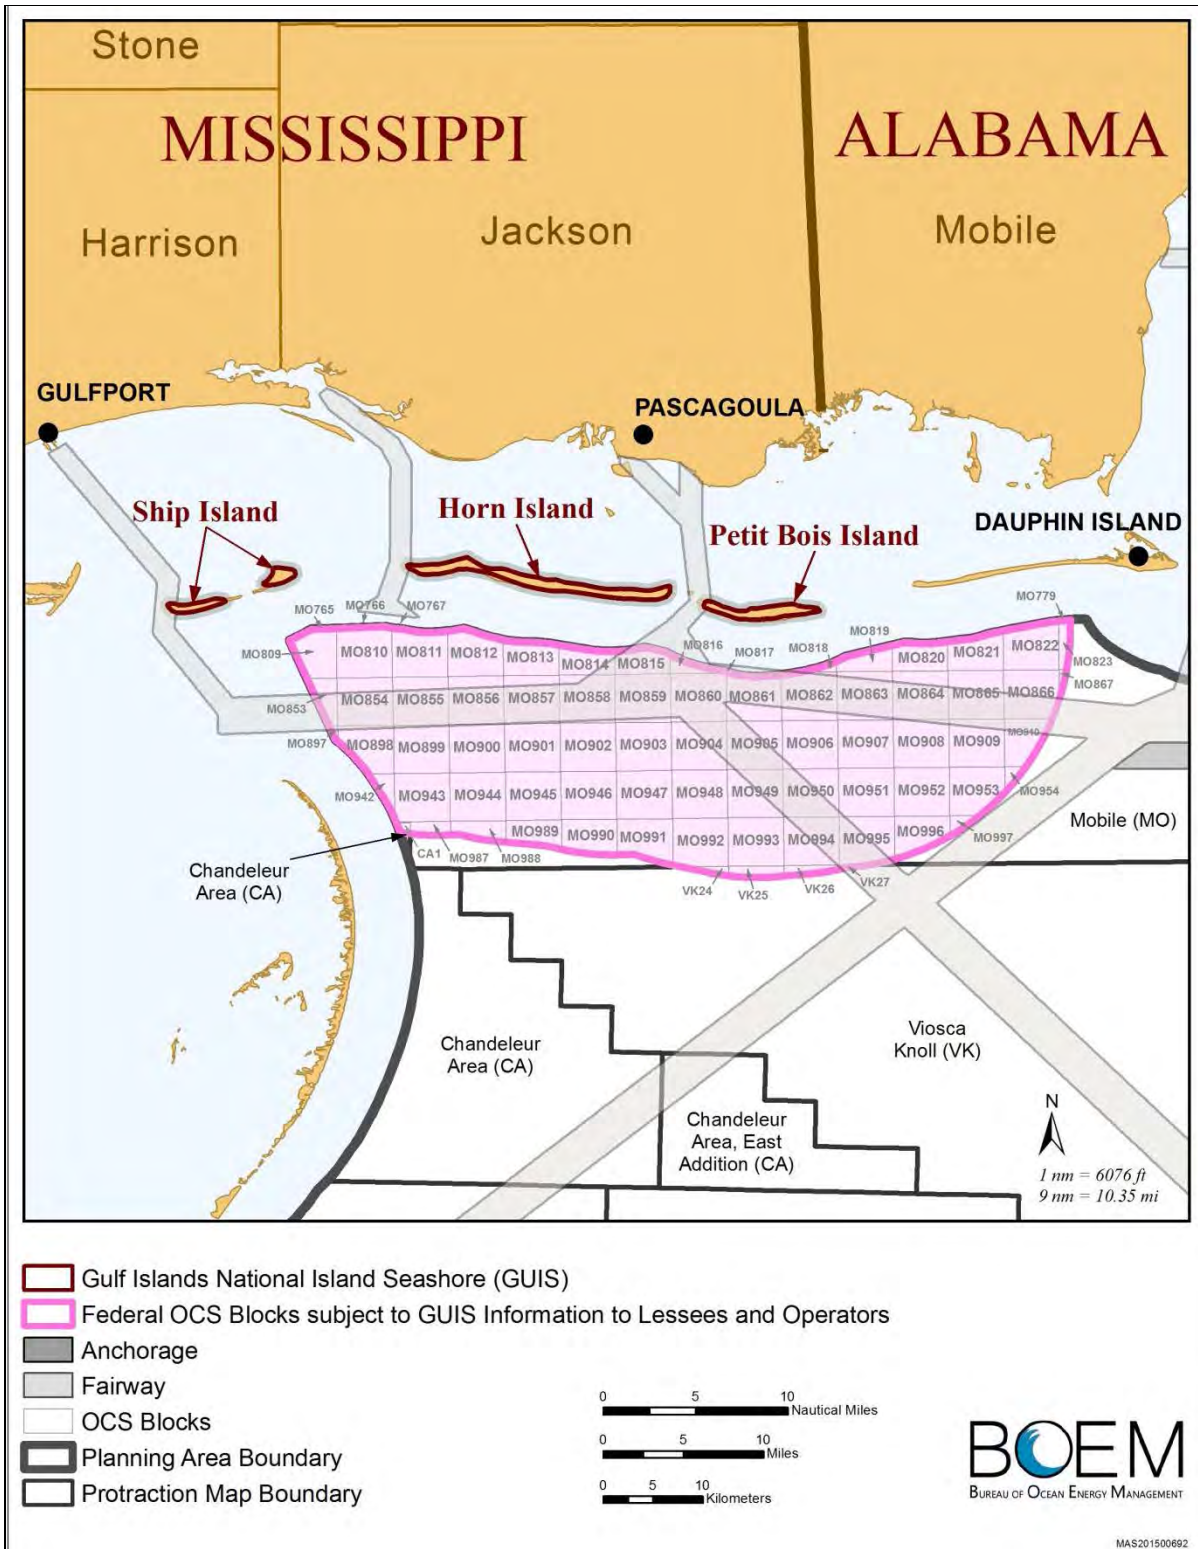 Stone
MISSISSIPPI
ALABAMA
Harrison
Jackson
Mobile
GULFPORT
PASCAGOULA
Ship Island
Horn Island
Petit Bois Island
DAUPHIN ISLAND
MO765
MO766
MO767
MO779
MO809
MO810
MO811
MO812
MO813
MO814
MO815
MO816
MO817
MO818
MO819
MO820
MO821
MO822
MO823
MO853
MO854
MO855
MO856
MO857
MO858
MO859
MO860
MO861
MO862
MO863
MO864
MO865
MO866
MO867
MO897
MO898
MO899
MO900
MO901
MO902
MO903
MO904
MO905
MO906
MO907
MO908
MO909
MO910
MO942
MO943
MO944
MO945
MO946
MO947
MO948
MO949
MO950
MO951
MO952
MO953
MO954
CA1
MO987
MO988
MO989
MO990
MO991
MO992
MO993
MO994
MO995
MO996
MO997
Mobile (MO)
Chandeleur
Area (CA)
VK24
VK25
VK26
VK27
Chandeleur
Area (CA)
Viosca
Knoll (VK)
Chandeleur
Area, East
Addition (CA)
N
1 nm = 6076 ft
9 nm = 10.35 mi
Gulf Islands National Island Seashore (GUIS)
Federal OCS Blocks subject to GUIS Information to Lessees and Operators
Anchorage
Fairway
OCS Blocks
Planning Area Boundary
Protraction Map Boundary
0 5 10
Nautical Miles
0 5 10
Miles
0 5 10
Kilometers
BOEM
BUREAU OF OCEAN ENERGY MANAGEMENT
MAS201500692